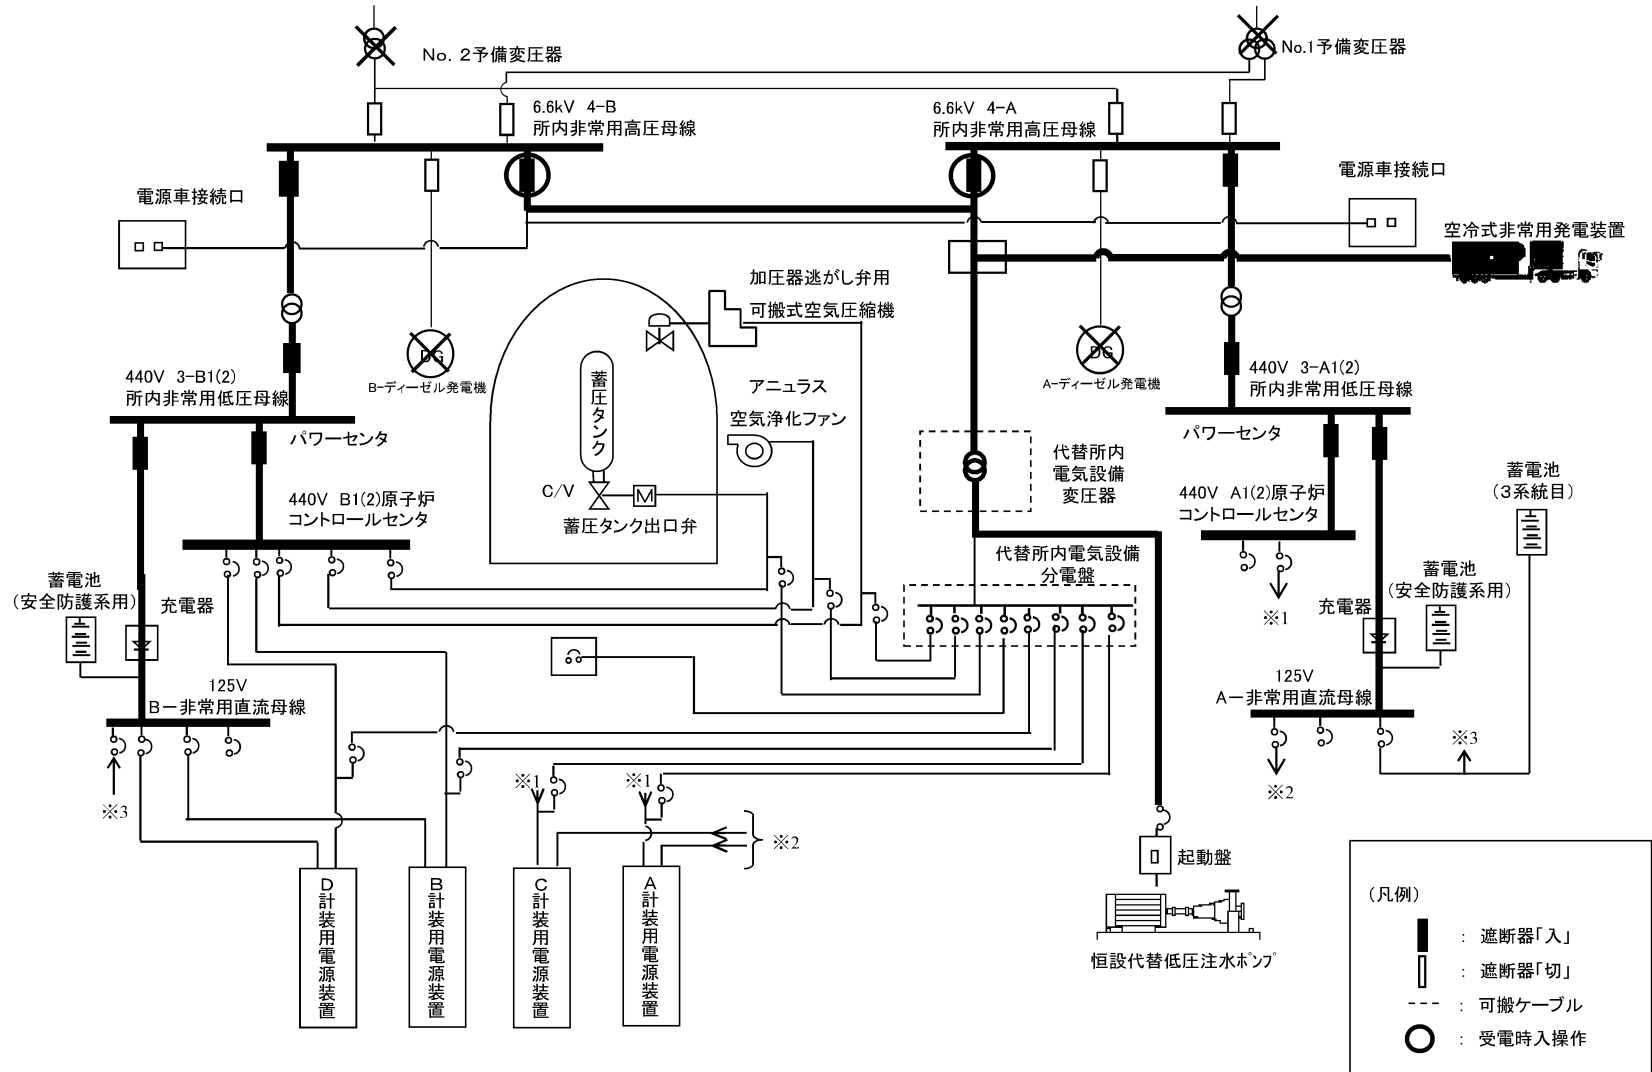 No. 2予備変圧器
No.1予備変圧器
6.6kV 4-B
所内非常用高圧母線
6.6kV 4-A
所内非常用高圧母線
電源車接続口
電源車接続口
空冷式非常用発電装置
加圧器逃がし弁用
可搬式空気圧縮機
DG
B-ディーゼル発電機
DG
A-ディーゼル発電機
440V 3-B1(2)
所内非常用低圧母線
パワーセンタ
蓄圧タンク
アニュラス
空気浄化ファン
440V 3-A1(2)
所内非常用低圧母線
パワーセンタ
代替所内
電気設備
変圧器
C/V
M
蓄圧タンク出口弁
440V B1(2)原子炉
コントロールセンタ
440V A1(2)原子炉
コントロールセンタ
蓄電池
(3系統目)
代替所内電気設備
分電盤
蓄電池
(安全防護系用)
充電器
蓄電池
(安全防護系用)
充電器
※1
125V
B-非常用直流母線
125V
A-非常用直流母線
※3
※3
※2
※1
※1
※2
D計装用電源装置
B計装用電源装置
C計装用電源装置
A計装用電源装置
起動盤
恒設代替低圧注水ポンプ
(凡例)
: 遮断器「入」
: 遮断器「切」
: 可搬ケーブル
: 受電時入操作